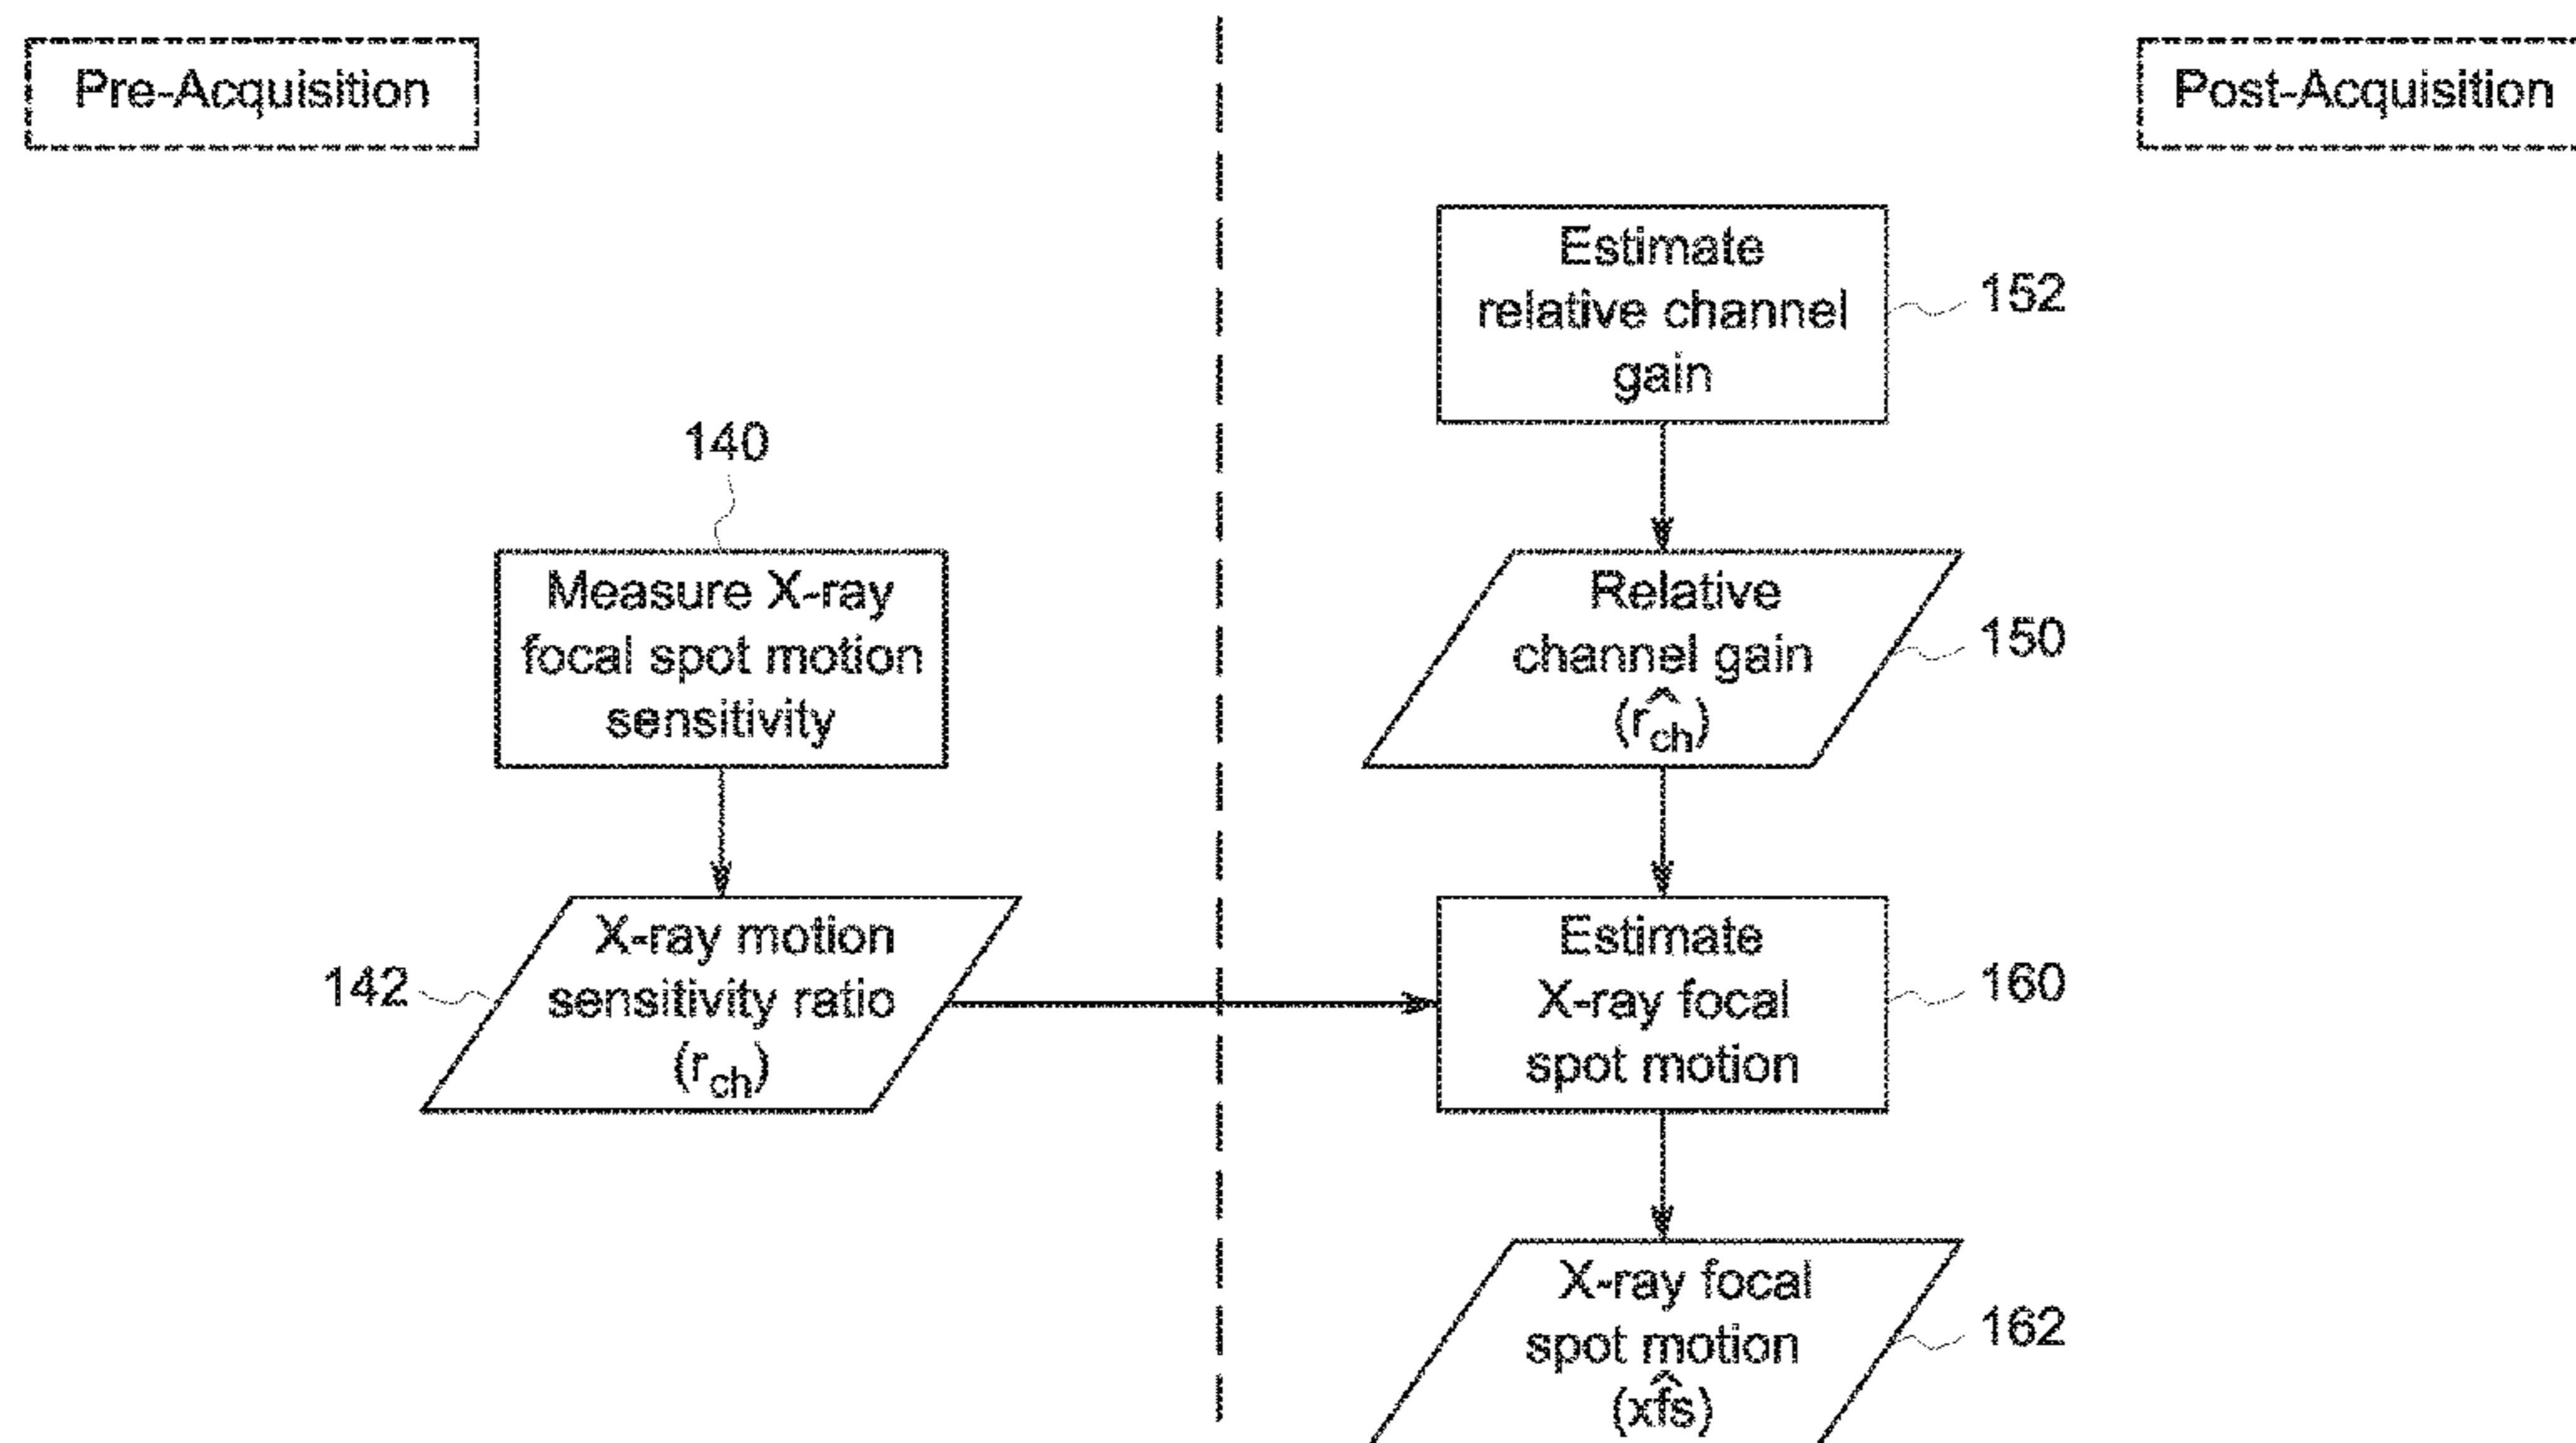 Pre-Acquisition
Post-Acquisition
Estimate
relative channel
gain
152
140
Measure X-ray
focal spot motion
sensitivity
Relative
channel gain
(r̂ch)
150
X-ray motion
sensitivity ratio
(rch)
142
Estimate
X-ray focal
spot motion
160
X-ray focal
spot motion
(xf̂s)
162